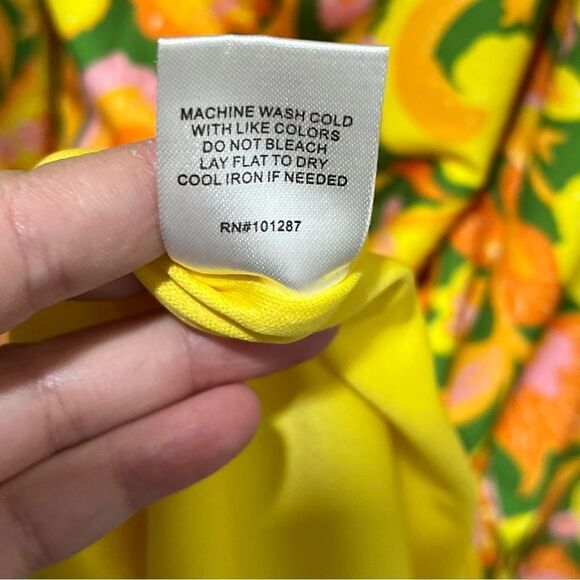 MACHINE WASH COLD
WITH LIKE COLORS
DO NOT BLEACH
LAY FLAT TO DRY
COOL IRON IF NEEDED
RN#101287